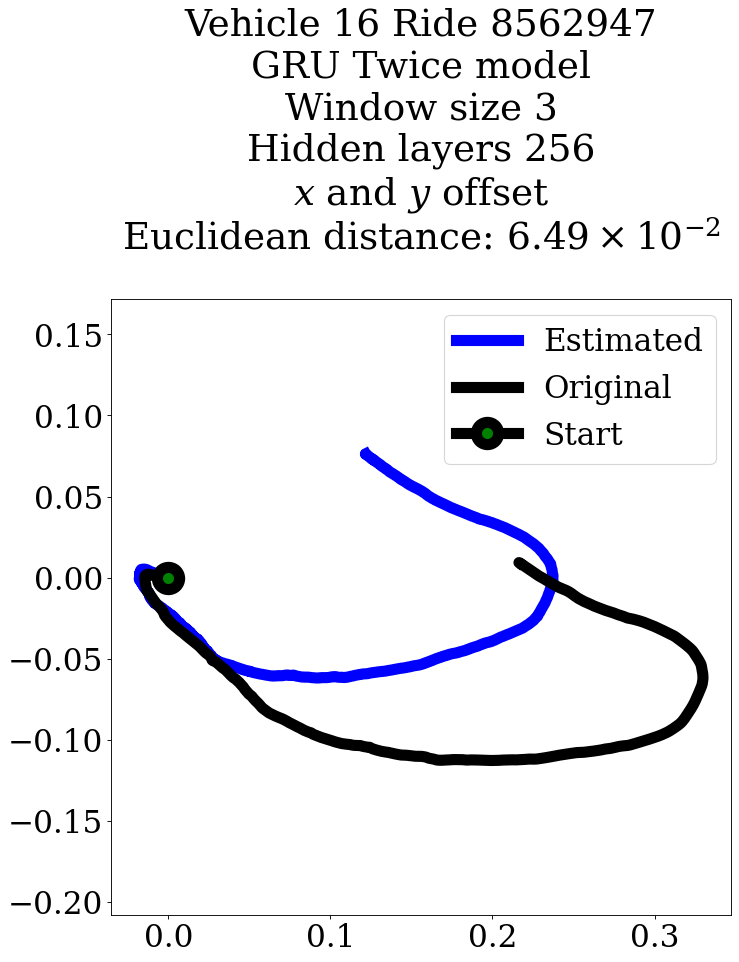 Vehicle 16 Ride 8562947
GRU Twice model
Window size 3
Hidden layers 256
x and y offset
Euclidean distance: 6.49 × 10⁻²
Estimated
Original
Start
0.15
0.10
0.05
0.00
−0.05
−0.10
−0.15
−0.20
0.0 0.1 0.2 0.3